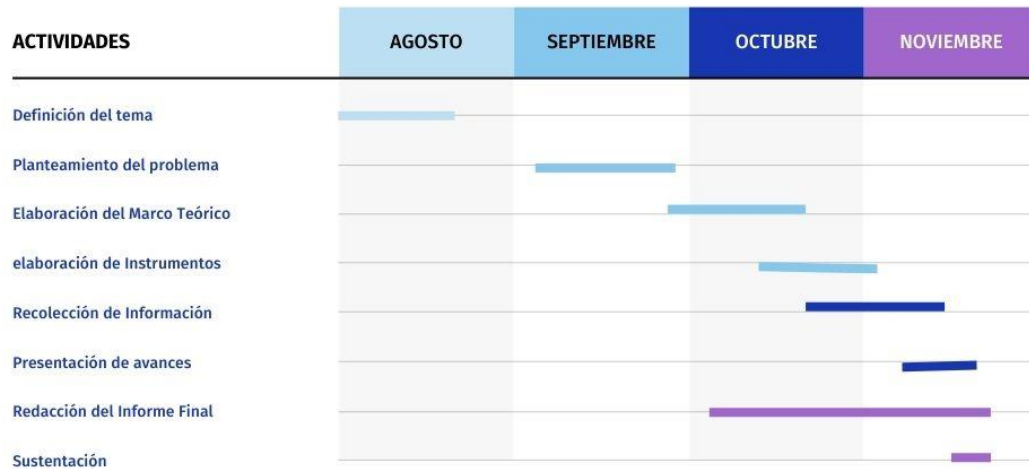 ACTIVIDADES AGOSTO SEPTIEMBRE OCTUBRE NOVIEMBRE
Definición del tema
Planteamiento del problema
Elaboración del Marco Teórico
elaboración de Instrumentos
Recolección de Información
Presentación de avances
Redacción del Informe Final
Sustentación